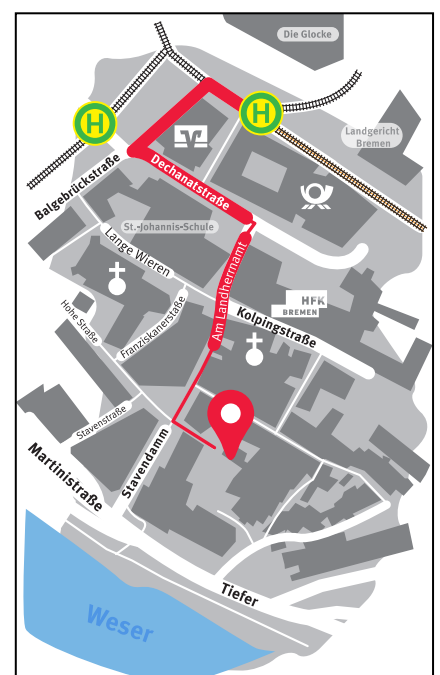 Die Glocke
H
H
Landgericht
Bremen
Balgebrückstraße
Dechanatstraße
St.-Johannis-Schule
Lange Wieren
Am Landherrnamt
HFK
BREMEN
Kolpingstraße
Hohe Straße
Franziskanerstaße
Stavenstraße
Stavendamm
Martinistraße
Tiefer
Weser